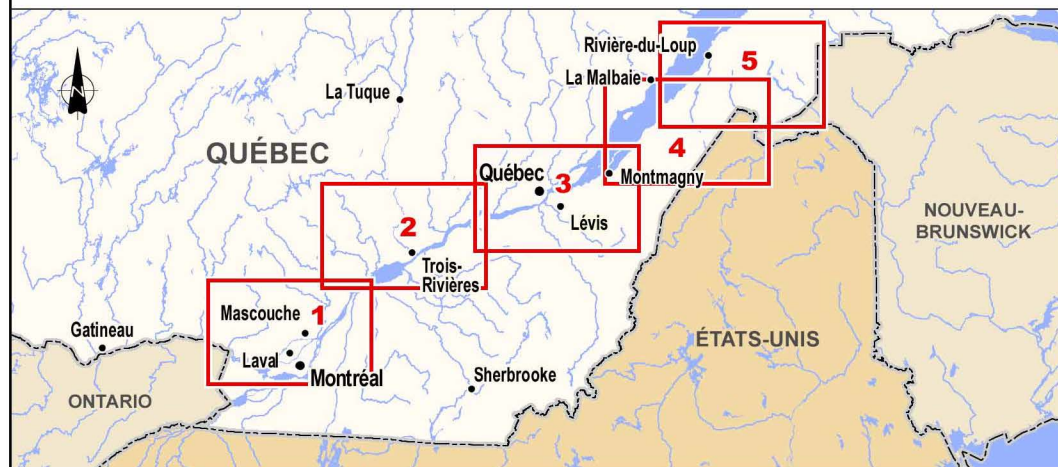 Rivière-du-Loup
5
La Malbaie
N
La Tuque
QUÉBEC
4
Québec
3
Montmagny
Lévis
NOUVEAU-
BRUNSWICK
2
Trois-
Rivières
Mascouche
1
Gatineau
Laval
Montréal
ÉTATS-UNIS
Sherbrooke
ONTARIO